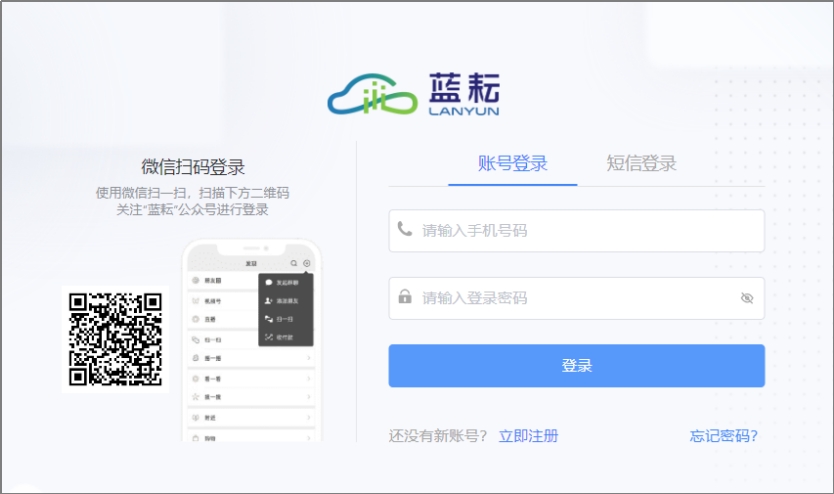 蓝耘
LANYUN
微信扫码登录
使用微信扫一扫，扫描下方二维码
关注“蓝耘”公众号进行登录
发现
朋友圈
发起群聊
视频号
添加朋友
直播
扫一扫
扫一扫
收付款
摇一摇
看一看
搜一搜
附近
购物
账号登录
短信登录
请输入手机号码
请输入登录密码
登录
还没有新账号？ 立即注册
忘记密码?